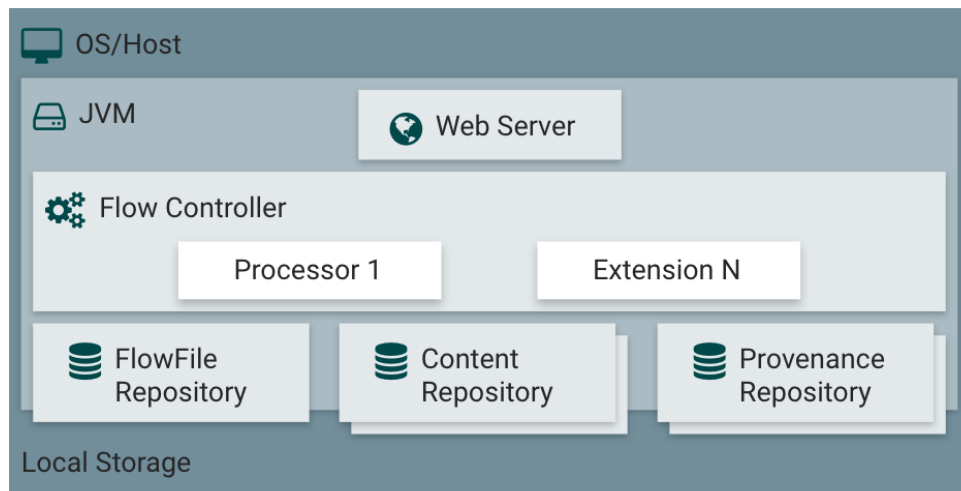 OS/Host
JVM
Web Server
Flow Controller
Processor 1
Extension N
FlowFile
Repository
Content
Repository
Provenance
Repository
Local Storage